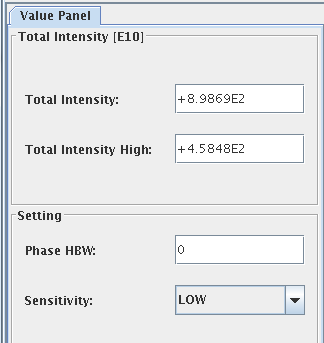 Value Panel
Total Intensity [E10]
Total Intensity: +8.9869E2
Total Intensity High: +4.5848E2
Setting
Phase HBW: 0
Sensitivity: LOW